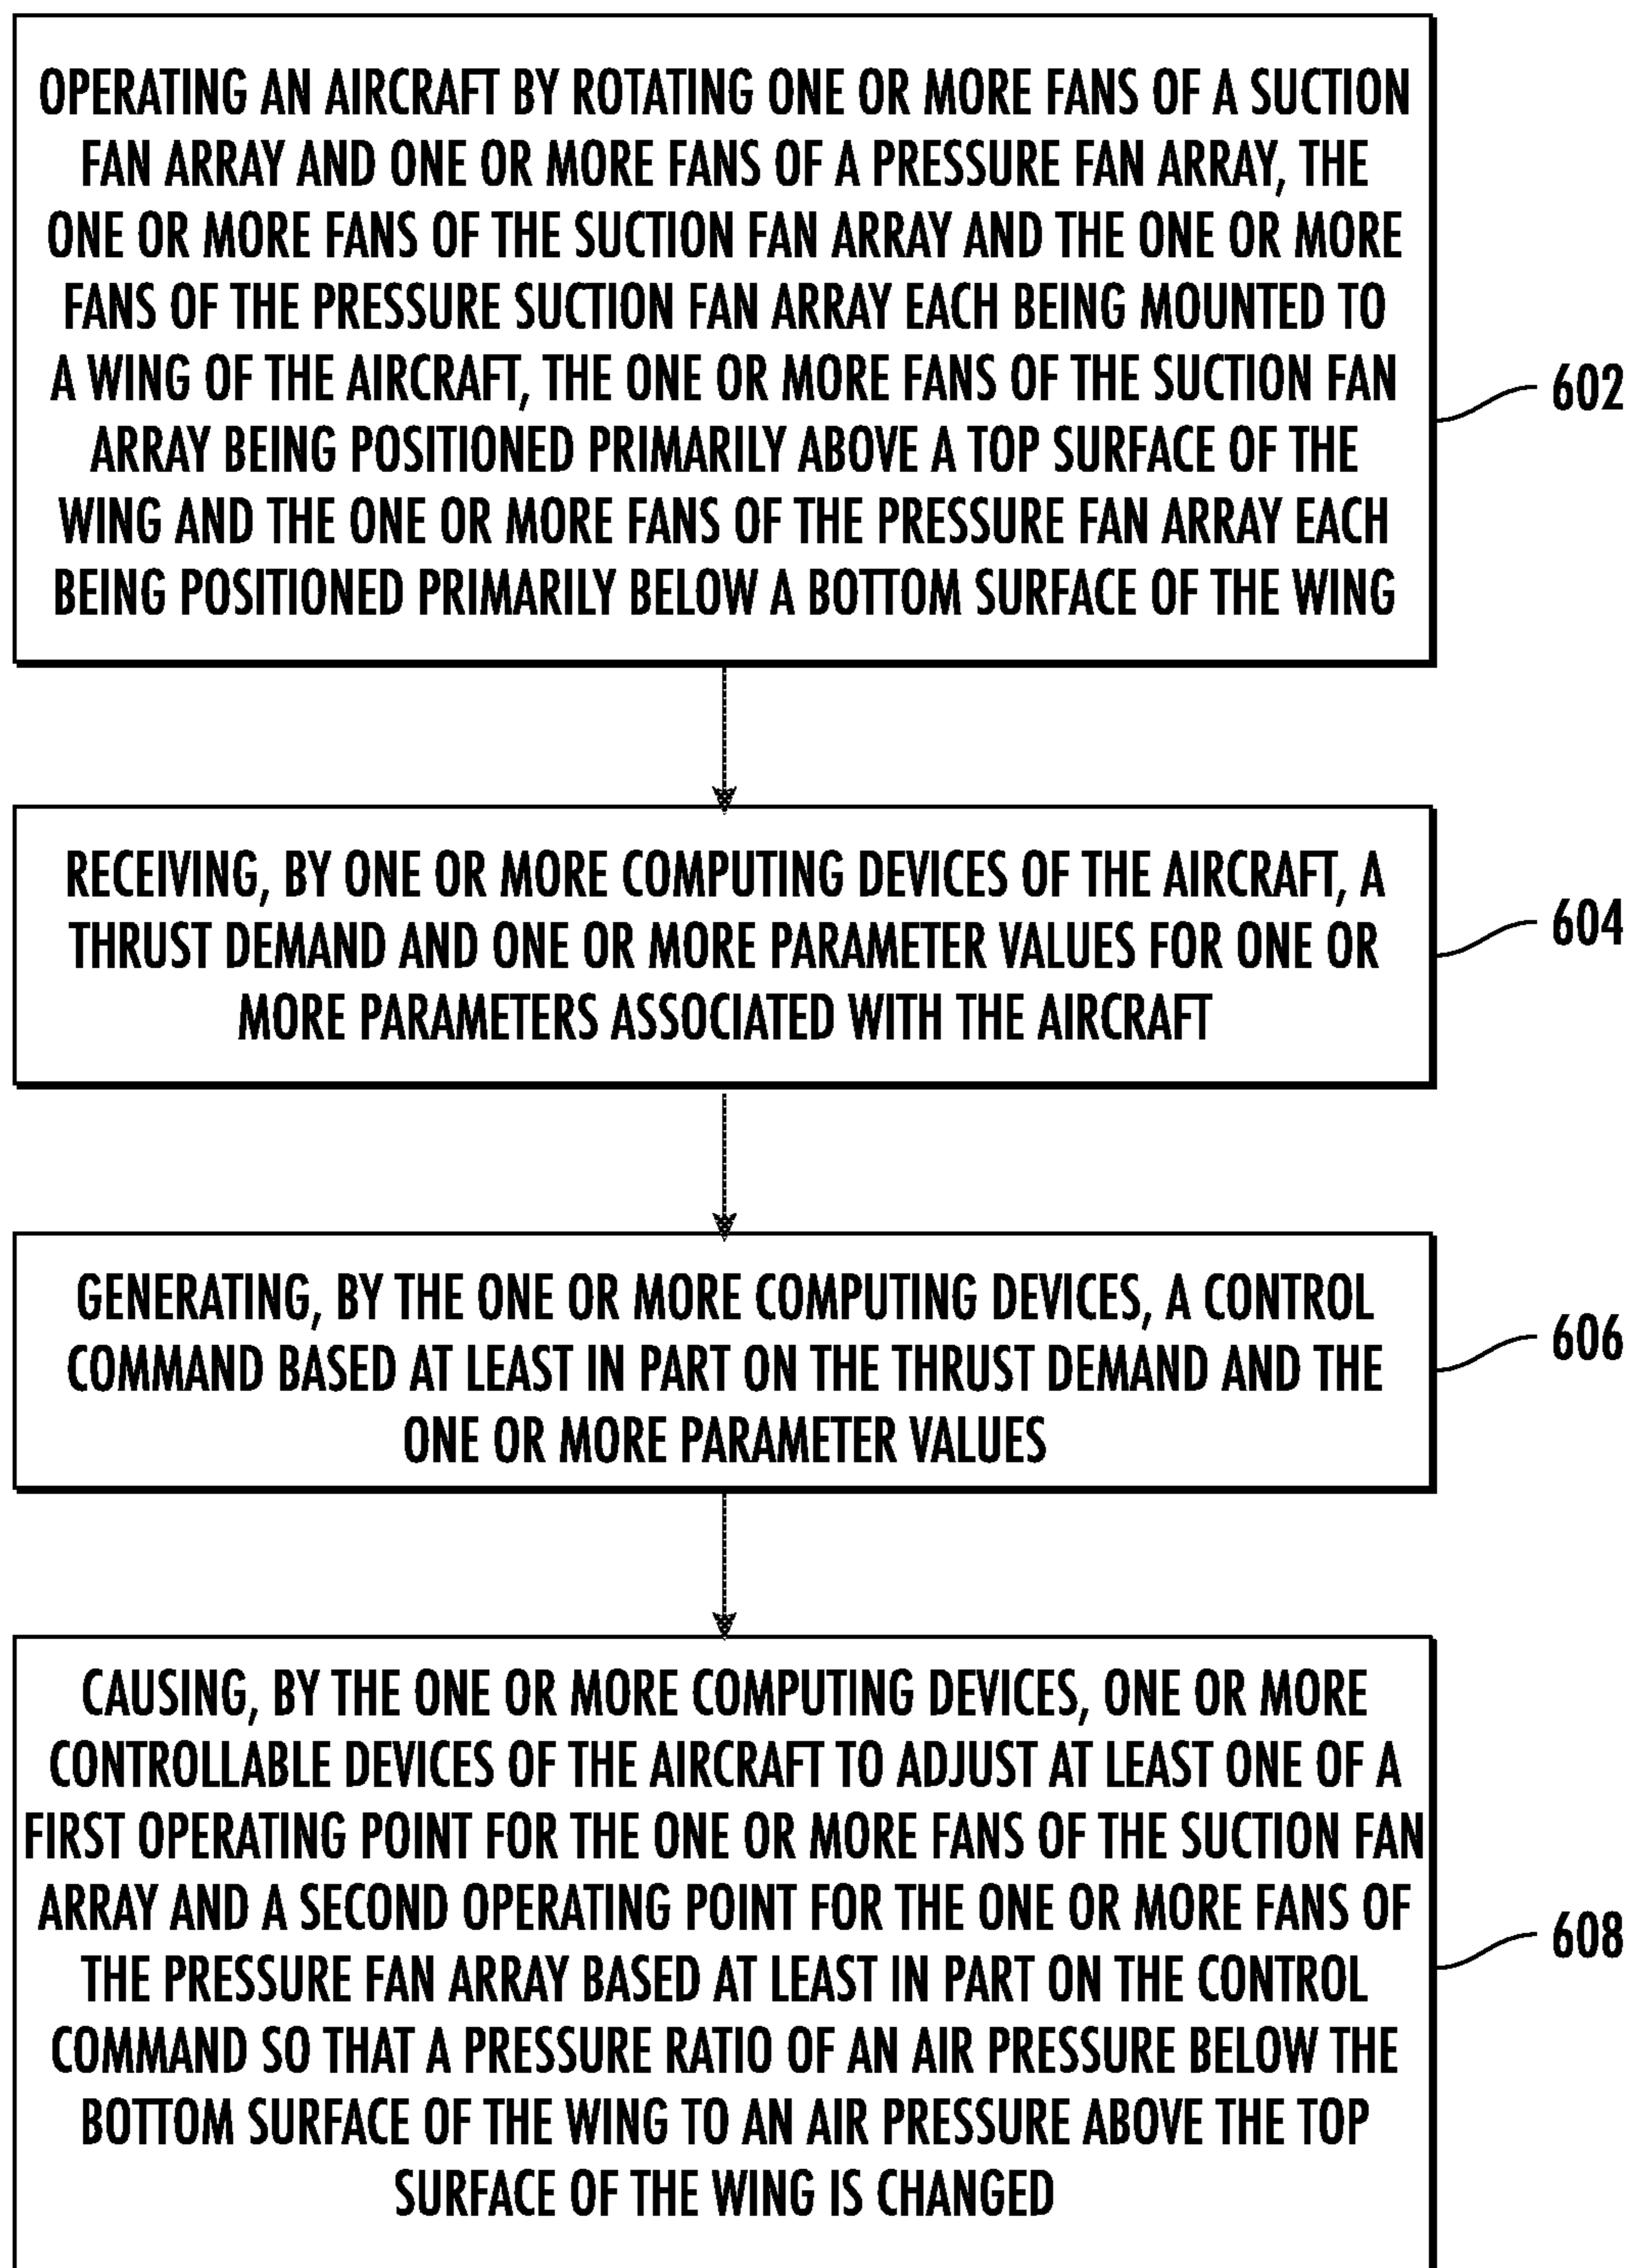 OPERATING AN AIRCRAFT BY ROTATING ONE OR MORE FANS OF A SUCTION
FAN ARRAY AND ONE OR MORE FANS OF A PRESSURE FAN ARRAY, THE
ONE OR MORE FANS OF THE SUCTION FAN ARRAY AND THE ONE OR MORE
FANS OF THE PRESSURE SUCTION FAN ARRAY EACH BEING MOUNTED TO
A WING OF THE AIRCRAFT, THE ONE OR MORE FANS OF THE SUCTION FAN
ARRAY BEING POSITIONED PRIMARILY ABOVE A TOP SURFACE OF THE
WING AND THE ONE OR MORE FANS OF THE PRESSURE FAN ARRAY EACH
BEING POSITIONED PRIMARILY BELOW A BOTTOM SURFACE OF THE WING
602
RECEIVING, BY ONE OR MORE COMPUTING DEVICES OF THE AIRCRAFT, A
THRUST DEMAND AND ONE OR MORE PARAMETER VALUES FOR ONE OR
MORE PARAMETERS ASSOCIATED WITH THE AIRCRAFT
604
GENERATING, BY THE ONE OR MORE COMPUTING DEVICES, A CONTROL
COMMAND BASED AT LEAST IN PART ON THE THRUST DEMAND AND THE
ONE OR MORE PARAMETER VALUES
606
CAUSING, BY THE ONE OR MORE COMPUTING DEVICES, ONE OR MORE
CONTROLLABLE DEVICES OF THE AIRCRAFT TO ADJUST AT LEAST ONE OF A
FIRST OPERATING POINT FOR THE ONE OR MORE FANS OF THE SUCTION FAN
ARRAY AND A SECOND OPERATING POINT FOR THE ONE OR MORE FANS OF
THE PRESSURE FAN ARRAY BASED AT LEAST IN PART ON THE CONTROL
COMMAND SO THAT A PRESSURE RATIO OF AN AIR PRESSURE BELOW THE
BOTTOM SURFACE OF THE WING TO AN AIR PRESSURE ABOVE THE TOP
SURFACE OF THE WING IS CHANGED
608